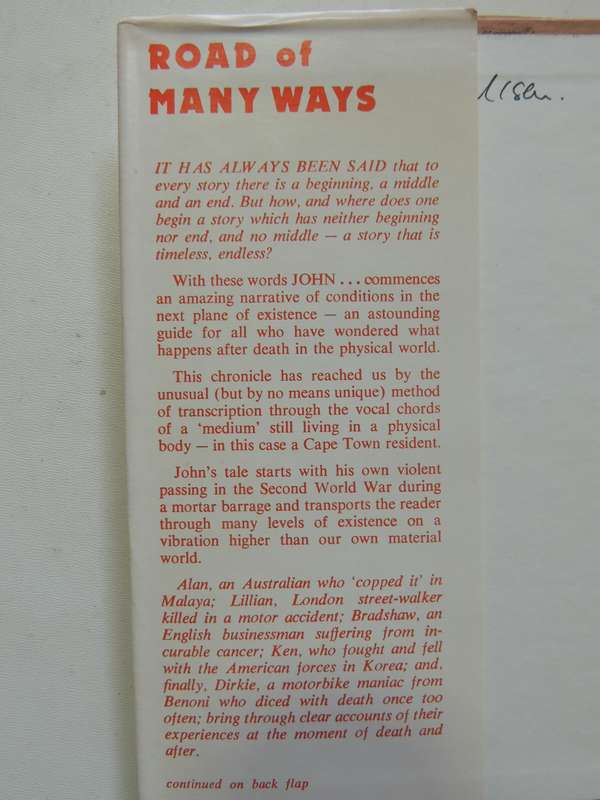 ROAD of
MANY WAYS
IT HAS ALWAYS BEEN SAID that to
every story there is a beginning, a middle
and an end. But how, and where does one
begin a story which has neither beginning
nor end, and no middle — a story that is
timeless, endless?
With these words JOHN ... commences
an amazing narrative of conditions in the
next plane of existence — an astounding
guide for all who have wondered what
happens after death in the physical world.
This chronicle has reached us by the
unusual (but by no means unique) method
of transcription through the vocal chords
of a ‘medium’ still living in a physical
body — in this case a Cape Town resident.
John’s tale starts with his own violent
passing in the Second World War during
a mortar barrage and transports the reader
through many levels of existence on a
vibration higher than our own material
world.
Alan, an Australian who ‘copped it’ in
Malaya; Lillian, London street-walker
killed in a motor accident; Bradshaw, an
English businessman suffering from in-
curable cancer; Ken, who fought and fell
with the American forces in Korea; and,
finally, Dirkie, a motorbike maniac from
Benoni who diced with death once too
often; bring through clear accounts of their
experiences at the moment of death and
after.
continued on back flap